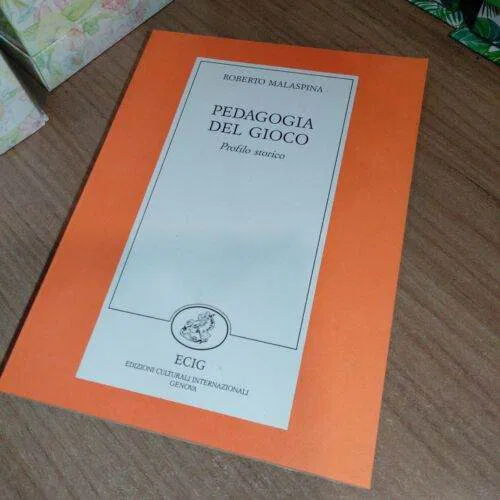 ROBERTO MALASPINA
PEDAGOGIA
DEL GIOCO
Profilo storico
ECIG
EDIZIONI CULTURALI INTERNAZIONALI
GENOVA